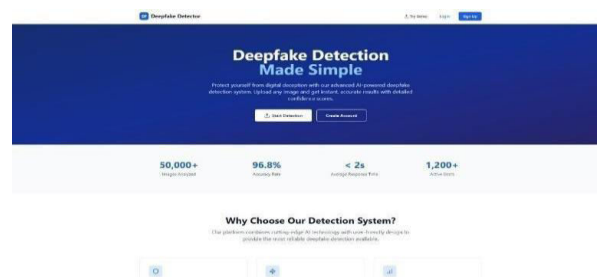 Deepfake Detector
Try Demo Login Sign Up
Deepfake Detection
Made Simple
Protect yourself from digital deception with our advanced AI-powered deepfake
detection system. Upload any image and get instant, accurate results with detailed
confidence scores.
Start Detection Create Account
50,000+ 96.8% < 2s 1,200+
Images Analyzed Accuracy Rate Average Response Time Active Users
Why Choose Our Detection System?
Our platform combines cutting-edge AI technology with user-friendly design to
provide the most reliable deepfake detection available.